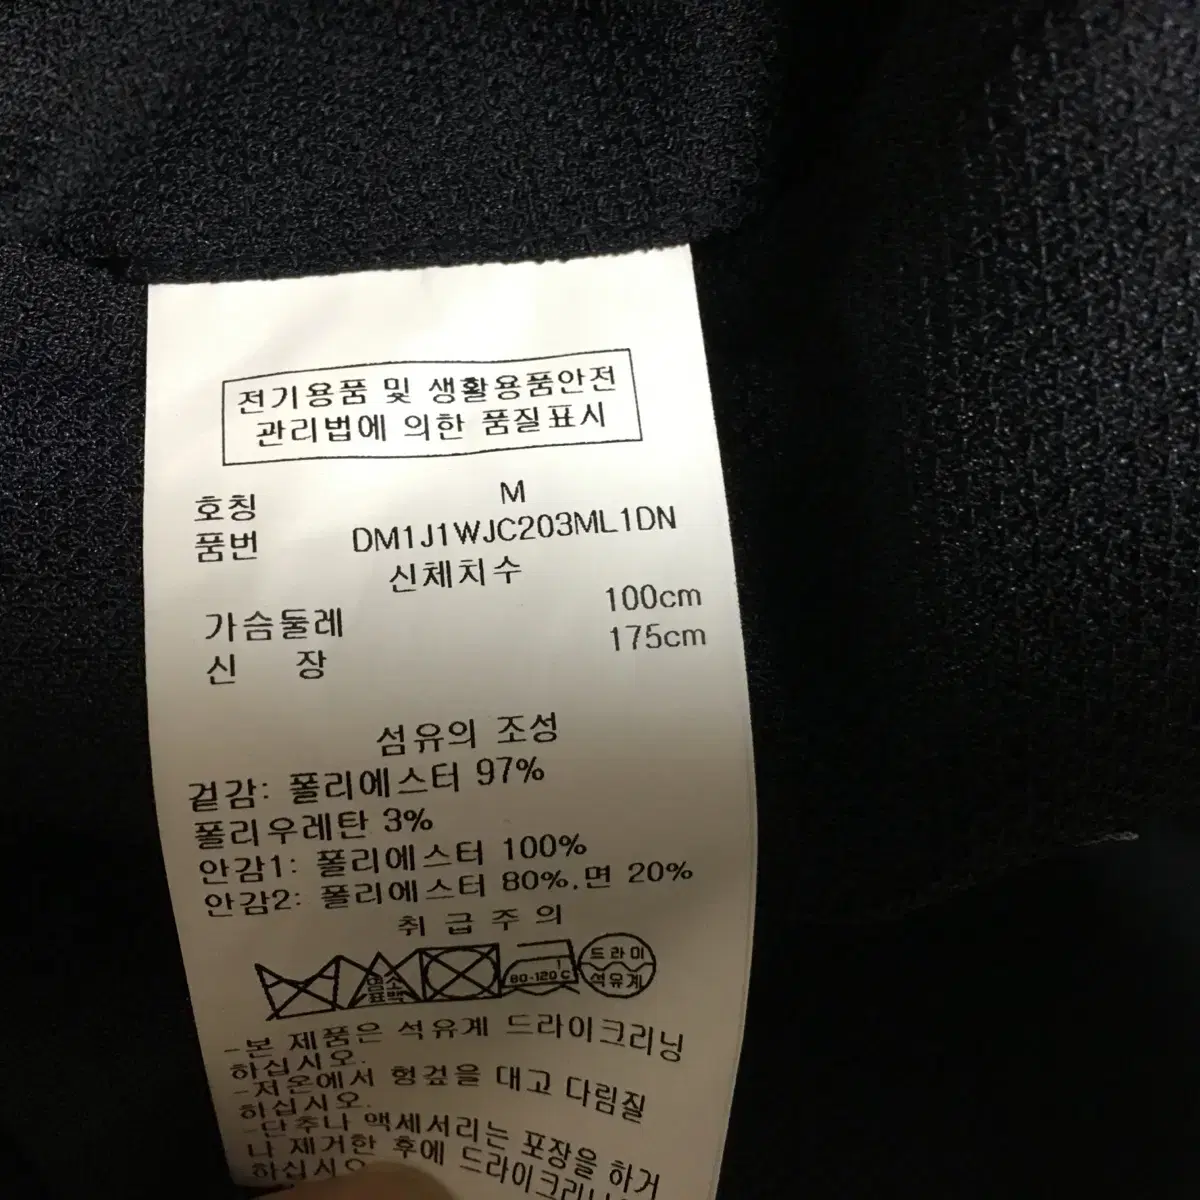 전기용품 및 생활용품안전
관리법에 의한 품질표시
호칭 M
품번 DM1J1WJC203ML1DN
신체치수
가슴둘레 100cm
신 장 175cm
섬유의 조성
겉감: 폴리에스터 97%
폴리우레탄 3%
안감1: 폴리에스터 100%
안감2: 폴리에스터 80%.면 20%
취 급 주 의
염소
표백
80-120℃
드라이
석유계
-본 제품은 석유계 드라이크리닝
하십시오.
-저온에서 헝겊을 대고 다림질
하십시오.
-단추나 액세서리는 포장을 하거
나 제거한 후에 드라이크리닝
하십시오